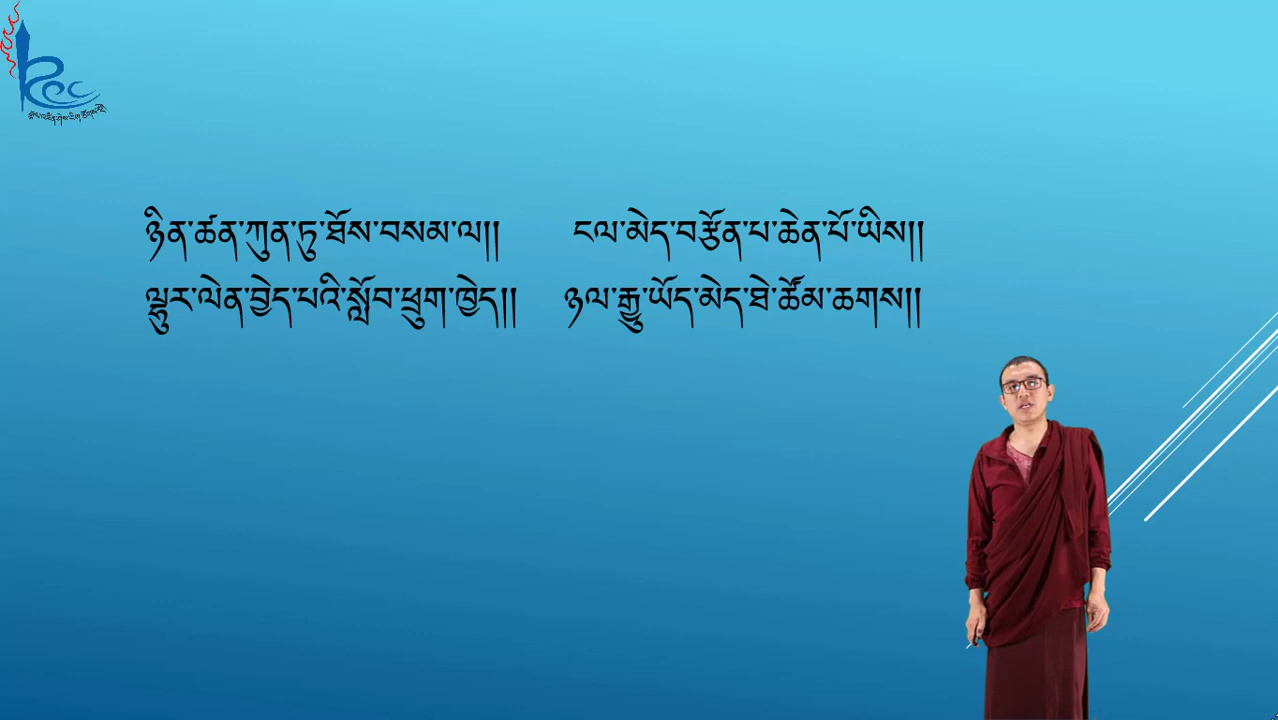 ཉིན་ཚན་ཀུན་ཏུ་ཐོས་བསམ་ལ།། ངལ་མེད་བརྩོན་པ་ཆེན་པོ་ཡིས།།
ལྷུར་ལེན་བྱེད་པའི་སློབ་ཕྲུག་ཁྱེད།། ཉལ་རྒྱུ་ཡོད་མེད་ཐེ་ཚོམ་ཆགས།།